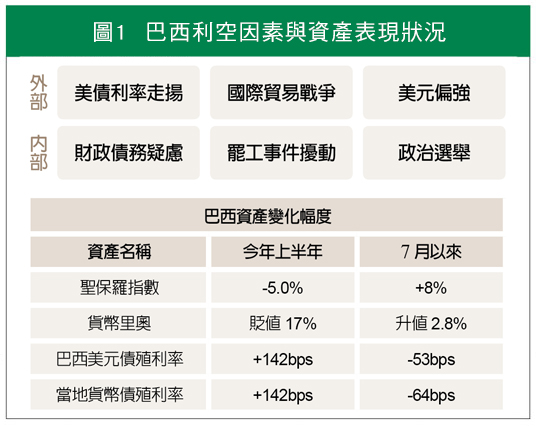 圖1 巴西利空因素與資產表現狀況
外部 美債利率走揚 國際貿易戰爭 美元偏強
內部 財政債務疑慮 罷工事件擾動 政治選舉
巴西資產變化幅度
資產名稱 今年上半年 7月以來
聖保羅指數 -5.0% +8%
貨幣里奧 貶值 17% 升值 2.8%
巴西美元債殖利率 +142bps -53bps
當地貨幣債殖利率 +142bps -64bps